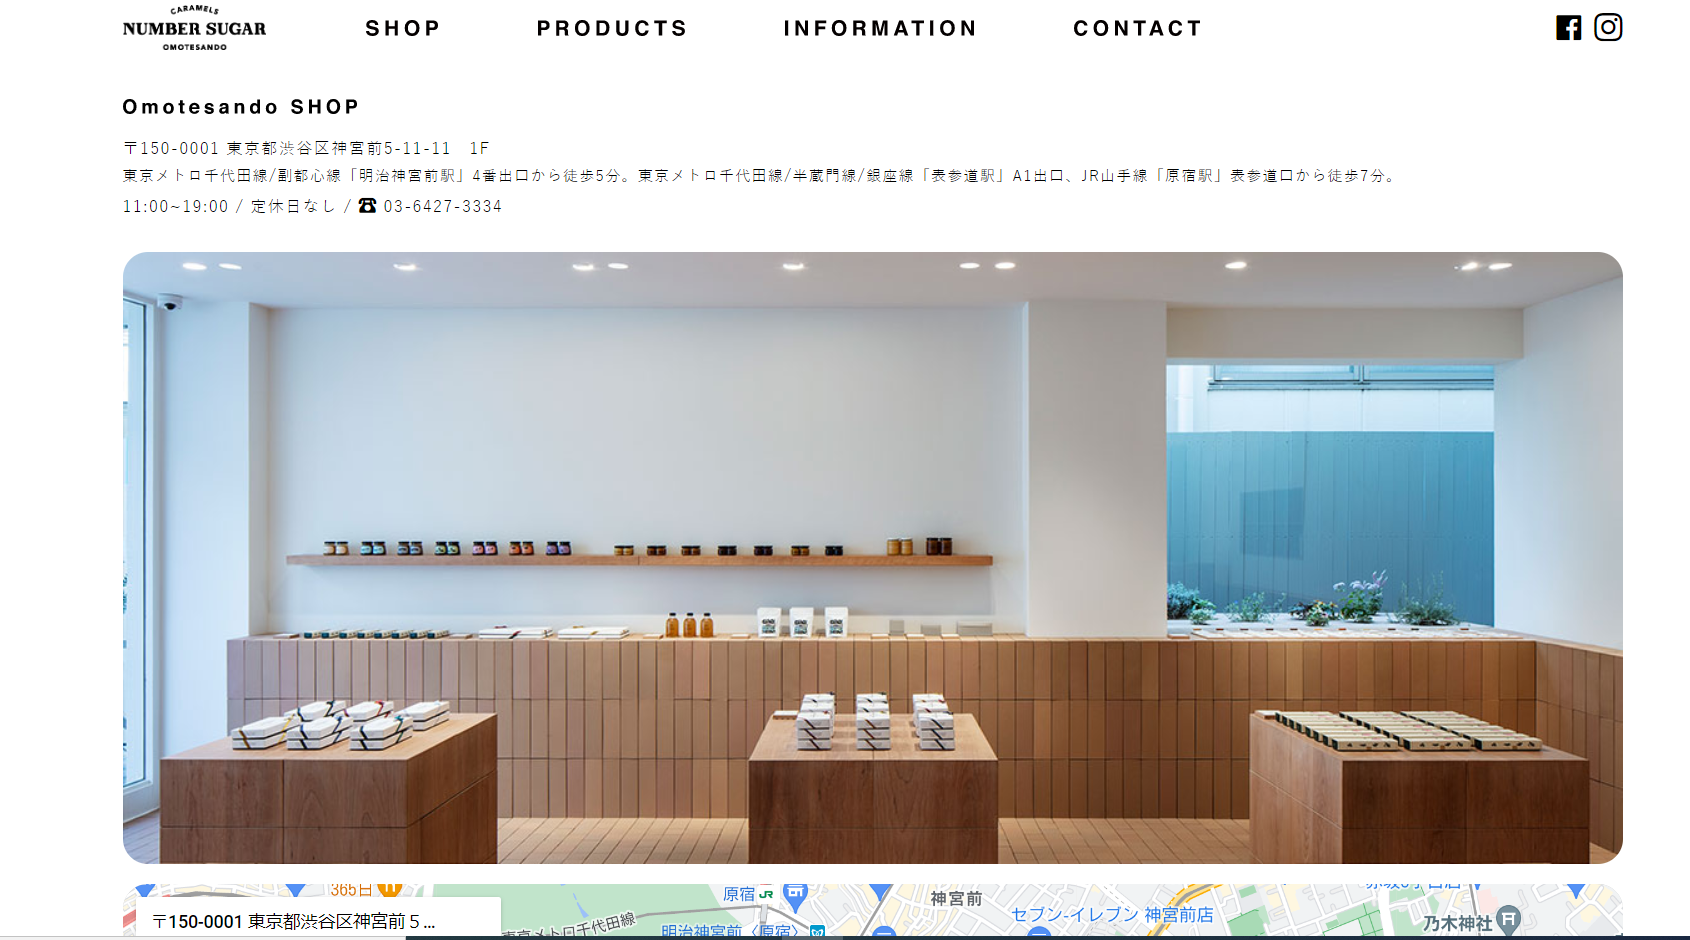 CARAMELS
NUMBER SUGAR
OMOTESANDO
SHOP PRODUCTS INFORMATION CONTACT
Omotesando SHOP
〒150-0001 東京都渋谷区神宮前5-11-11　1F
東京メトロ千代田線/副都心線「明治神宮前駅」4番出口から徒歩5分。東京メトロ千代田線/半蔵門線/銀座線「表参道駅」A1出口、JR山手線「原宿駅」表参道口から徒歩7分。
11:00~19:00 / 定休日なし / ☎ 03-6427-3334
365日
原宿 JR
神宮前
セブン-イレブン 神宮前店
乃木神社
〒150-0001 東京都渋谷区神宮前５...
東京メトロ千代田線
明治神宮前〈原宿〉